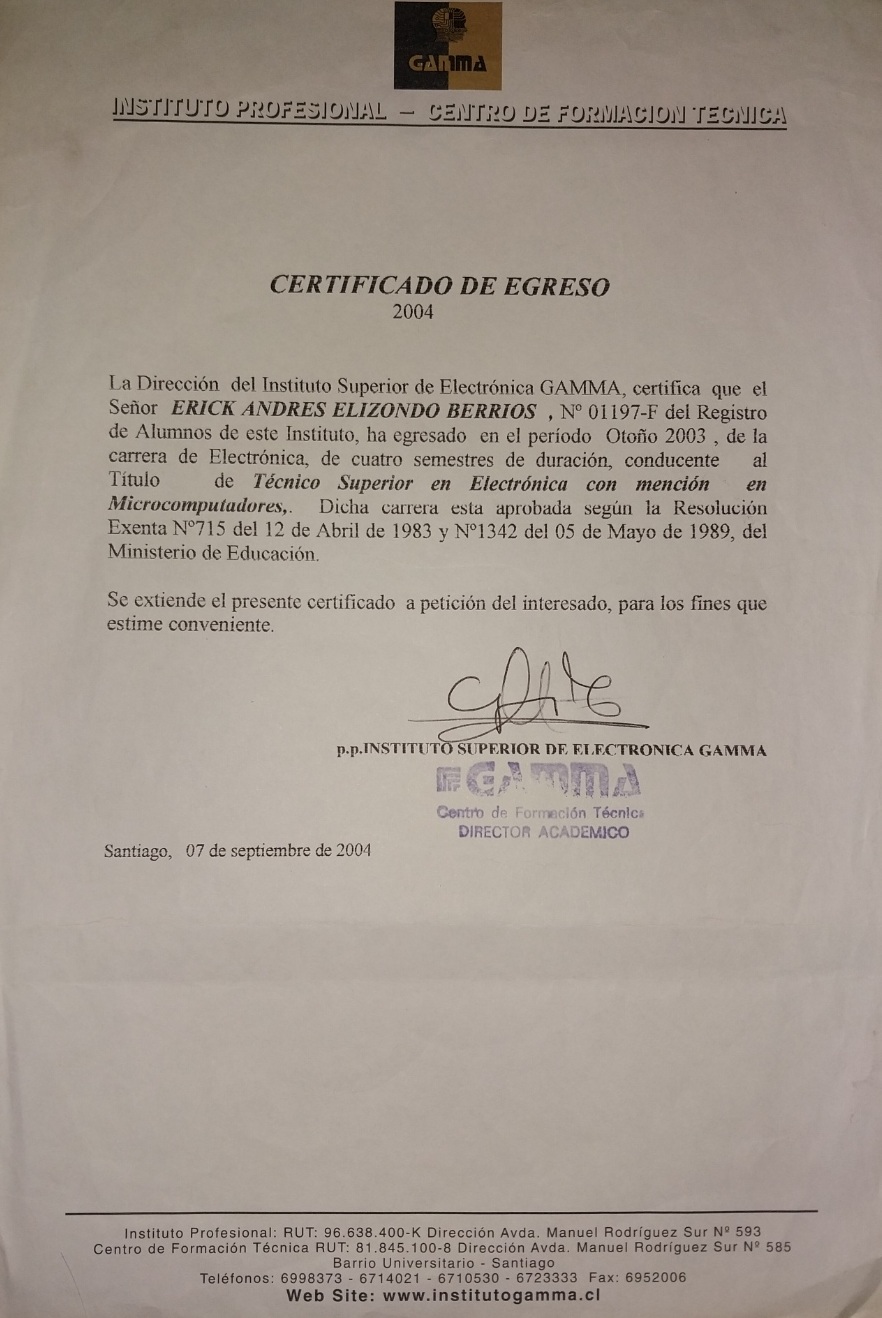 GAMMA
INSTITUTO PROFESIONAL – CENTRO DE FORMACION TECNICA
CERTIFICADO DE EGRESO
2004
La Dirección del Instituto Superior de Electrónica GAMMA, certifica que el
Señor ERICK ANDRES ELIZONDO BERRIOS , Nº 01197-F del Registro
de Alumnos de este Instituto, ha egresado en el período Otoño 2003 , de la
carrera de Electrónica, de cuatro semestres de duración, conducente al
Título de Técnico Superior en Electrónica con mención en
Microcomputadores,. Dicha carrera esta aprobada según la Resolución
Exenta Nº715 del 12 de Abril de 1983 y Nº1342 del 05 de Mayo de 1989, del
Ministerio de Educación.
Se extiende el presente certificado a petición del interesado, para los fines que
estime conveniente.
p.p.INSTITUTO SUPERIOR DE ELECTRONICA GAMMA
GAMMA
Centro de Formación Técnica
DIRECTOR ACADEMICO
Santiago, 07 de septiembre de 2004
Instituto Profesional: RUT: 96.638.400-K Dirección Avda. Manuel Rodríguez Sur Nº 593
Centro de Formación Técnica RUT: 81.845.100-8 Dirección Avda. Manuel Rodríguez Sur Nº 585
Barrio Universitario - Santiago
Teléfonos: 6998373 - 6714021 - 6710530 - 6723333 Fax: 6952006
Web Site: www.institutogamma.cl